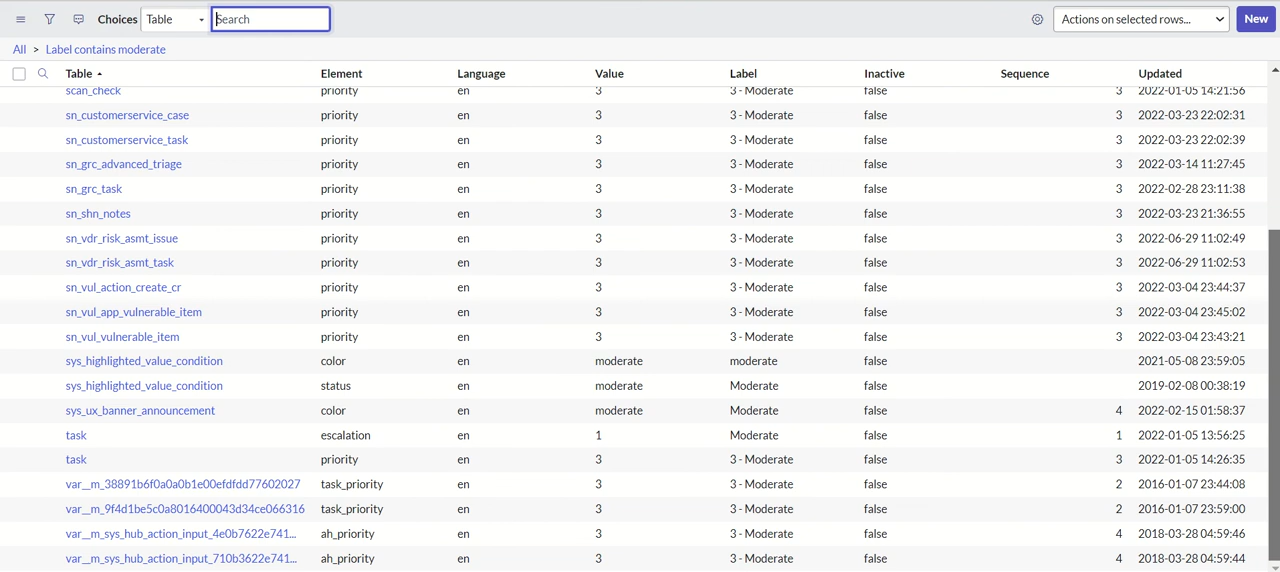 Choices Table Search Actions on selected rows... New
All > Label contains moderate
Table Element Language Value Label Inactive Sequence Updated
scan_check priority en 3 3 - Moderate false 3 2022-01-05 14:21:56
sn_customerservice_case priority en 3 3 - Moderate false 3 2022-03-23 22:02:31
sn_customerservice_task priority en 3 3 - Moderate false 3 2022-03-23 22:02:39
sn_grc_advanced_triage priority en 3 3 - Moderate false 3 2022-03-14 11:27:45
sn_grc_task priority en 3 3 - Moderate false 3 2022-02-28 23:11:38
sn_shn_notes priority en 3 3 - Moderate false 3 2022-03-23 21:36:55
sn_vdr_risk_asmt_issue priority en 3 3 - Moderate false 3 2022-06-29 11:02:49
sn_vdr_risk_asmt_task priority en 3 3 - Moderate false 3 2022-06-29 11:02:53
sn_vul_action_create_cr priority en 3 3 - Moderate false 3 2022-03-04 23:44:37
sn_vul_app_vulnerable_item priority en 3 3 - Moderate false 3 2022-03-04 23:45:02
sn_vul_vulnerable_item priority en 3 3 - Moderate false 3 2022-03-04 23:43:21
sys_highlighted_value_condition color en moderate moderate false 2021-05-08 23:59:05
sys_highlighted_value_condition status en moderate Moderate false 2019-02-08 00:38:19
sys_ux_banner_announcement color en moderate Moderate false 4 2022-02-15 01:58:37
task escalation en 1 Moderate false 1 2022-01-05 13:56:25
task priority en 3 3 - Moderate false 3 2022-01-05 14:26:35
var__m_38891b6f0a0a0b1e00efdfdd77602027 task_priority en 3 3 - Moderate false 2 2016-01-07 23:44:08
var__m_9f4d1be5c0a8016400043d34ce066316 task_priority en 3 3 - Moderate false 2 2016-01-07 23:59:00
var__m_sys_hub_action_input_4e0b7622e741... ah_priority en 3 3 - Moderate false 4 2018-03-28 04:59:46
var__m_sys_hub_action_input_710b3622e741... ah_priority en 3 3 - Moderate false 4 2018-03-28 04:59:44